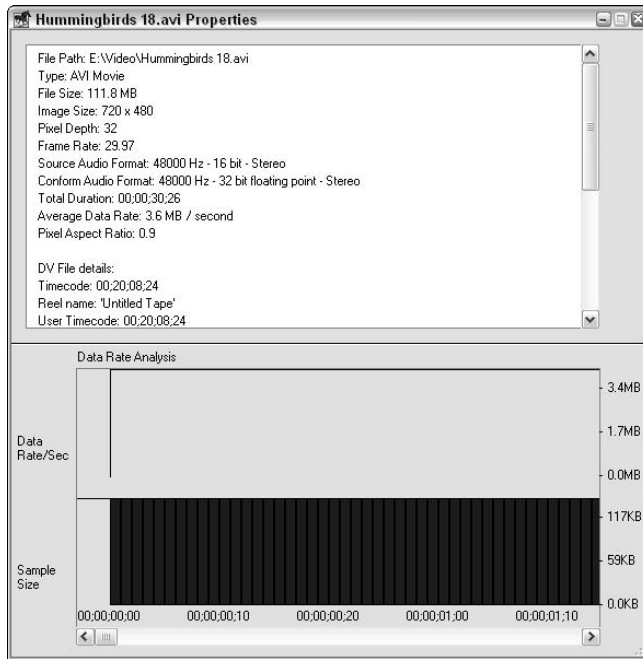 Hummingbirds 18.avi Properties
File Path: E:\Video\Hummingbirds 18.avi
Type: AVI Movie
File Size: 111.8 MB
Image Size: 720 x 480
Pixel Depth: 32
Frame Rate: 29.97
Source Audio Format: 48000 Hz - 16 bit - Stereo
Conform Audio Format: 48000 Hz - 32 bit floating point - Stereo
Total Duration: 00;00;30;26
Average Data Rate: 3.6 MB / second
Pixel Aspect Ratio: 0.9
DV File details:
Timecode: 00;20;08;24
Reel name: 'Untitled Tape'
User Timecode: 00;20;08;24
Data Rate Analysis
3.4MB
Data
Rate/Sec
1.7MB
0.0MB
117KB
59KB
Sample
Size
0.0KB
00;00;00;00 00;00;00;10 00;00;00;20 00;00;01;00 00;00;01;10